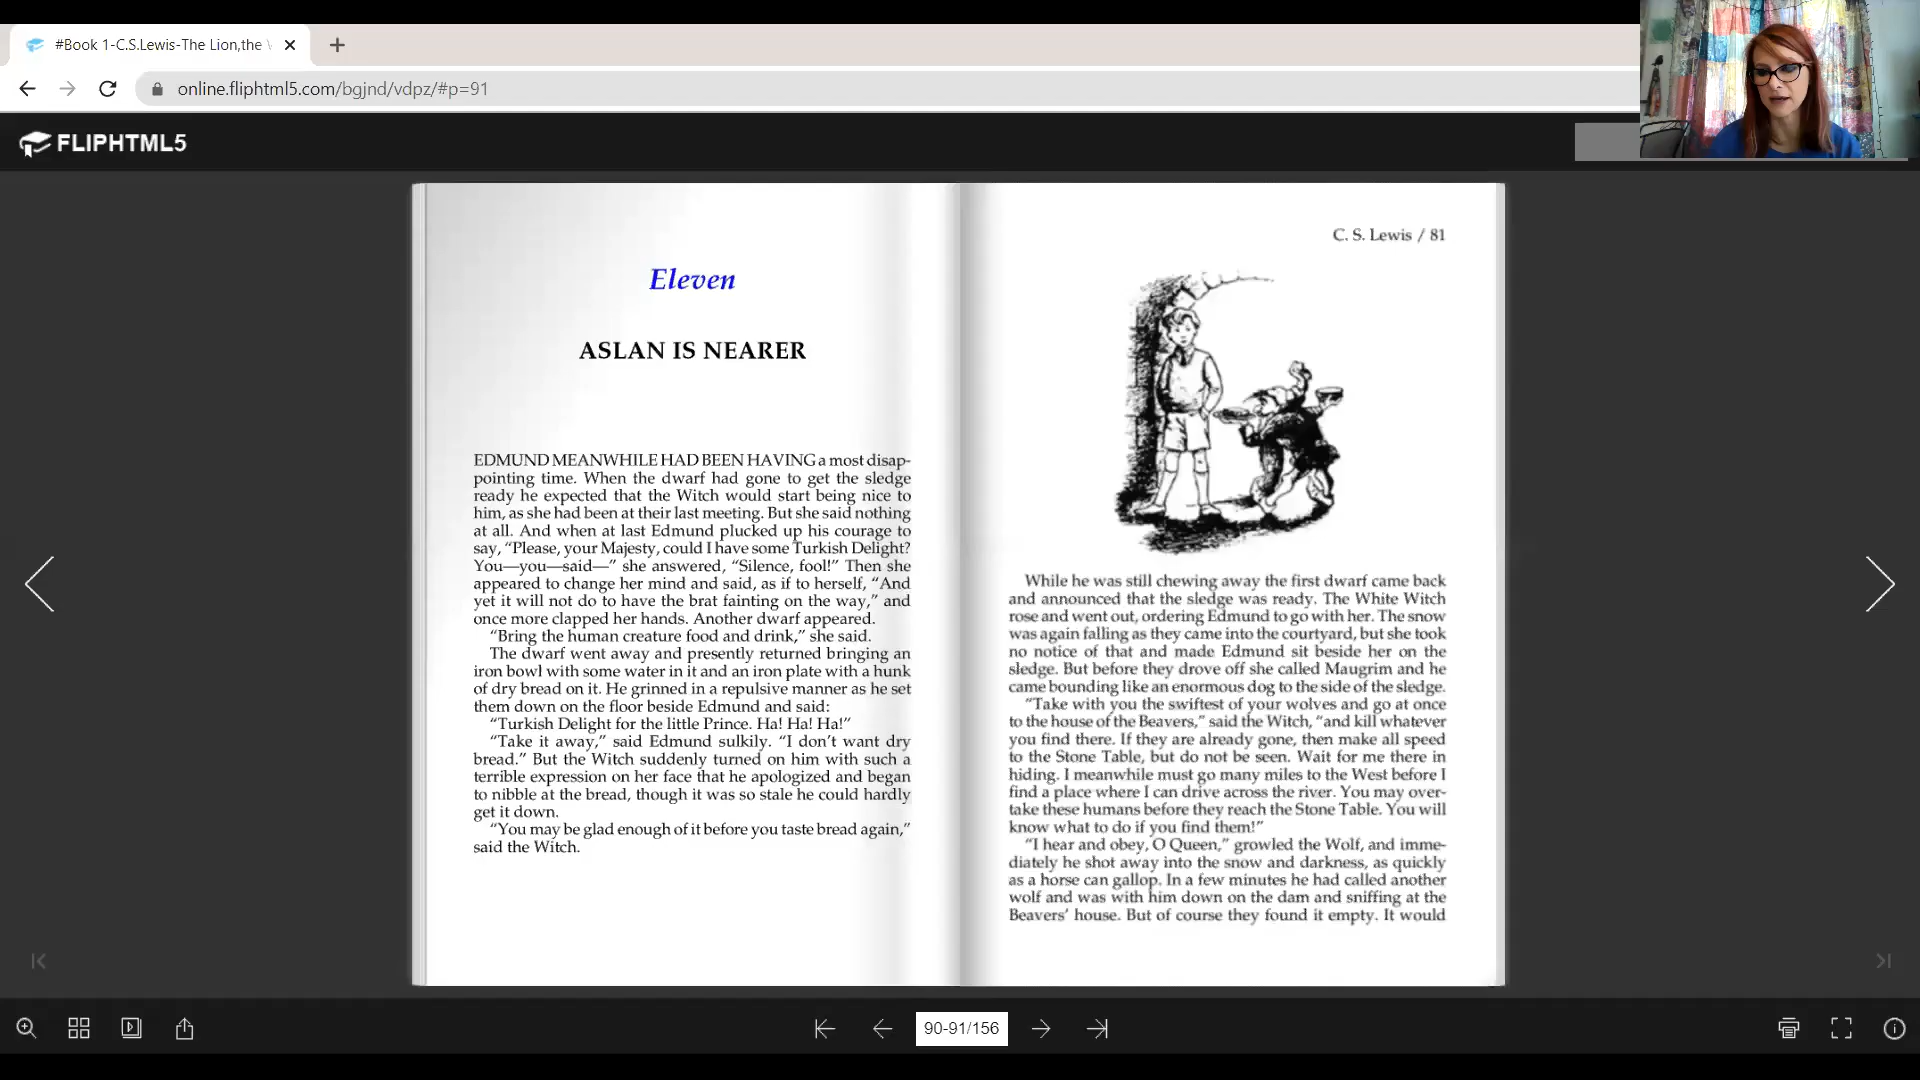 #Book 1-C.S.Lewis-The Lion,the
online.fliphtml5.com/bgjnd/vdpz/#p=91
FLIPHTML5
Eleven
ASLAN IS NEARER
EDMUND MEANWHILE HAD BEEN HAVING a most disap-
pointing time. When the dwarf had gone to get the sledge
ready he expected that the Witch would start being nice to
him, as she had been at their last meeting. But she said nothing
at all. And when at last Edmund plucked up his courage to
say, “Please, your Majesty, could I have some Turkish Delight?
You—you—said—” she answered, “Silence, fool!” Then she
appeared to change her mind and said, as if to herself, “And
yet it will not do to have the brat fainting on the way,” and
once more clapped her hands. Another dwarf appeared.
“Bring the human creature food and drink,” she said.
The dwarf went away and presently returned bringing an
iron bowl with some water in it and an iron plate with a hunk
of dry bread on it. He grinned in a repulsive manner as he set
them down on the floor beside Edmund and said:
“Turkish Delight for the little Prince. Ha! Ha! Ha!”
“Take it away,” said Edmund sulkily. “I don’t want dry
bread.” But the Witch suddenly turned on him with such a
terrible expression on her face that he apologized and began
to nibble at the bread, though it was so stale he could hardly
get it down.
“You may be glad enough of it before you taste bread again,”
said the Witch.
C. S. Lewis / 81
While he was still chewing away the first dwarf came back
and announced that the sledge was ready. The White Witch
rose and went out, ordering Edmund to go with her. The snow
was again falling as they came into the courtyard, but she took
no notice of that and made Edmund sit beside her on the
sledge. But before they drove off she called Maugrim and he
came bounding like an enormous dog to the side of the sledge.
“Take with you the swiftest of your wolves and go at once
to the house of the Beavers,” said the Witch, “and kill whatever
you find there. If they are already gone, then make all speed
to the Stone Table, but do not be seen. Wait for me there in
hiding. I meanwhile must go many miles to the West before I
find a place where I can drive across the river. You may over-
take these humans before they reach the Stone Table. You will
know what to do if you find them!”
“I hear and obey, O Queen,” growled the Wolf, and imme-
diately he shot away into the snow and darkness, as quickly
as a horse can gallop. In a few minutes he had called another
wolf and was with him down on the dam and sniffing at the
Beavers’ house. But of course they found it empty. It would
90-91/156